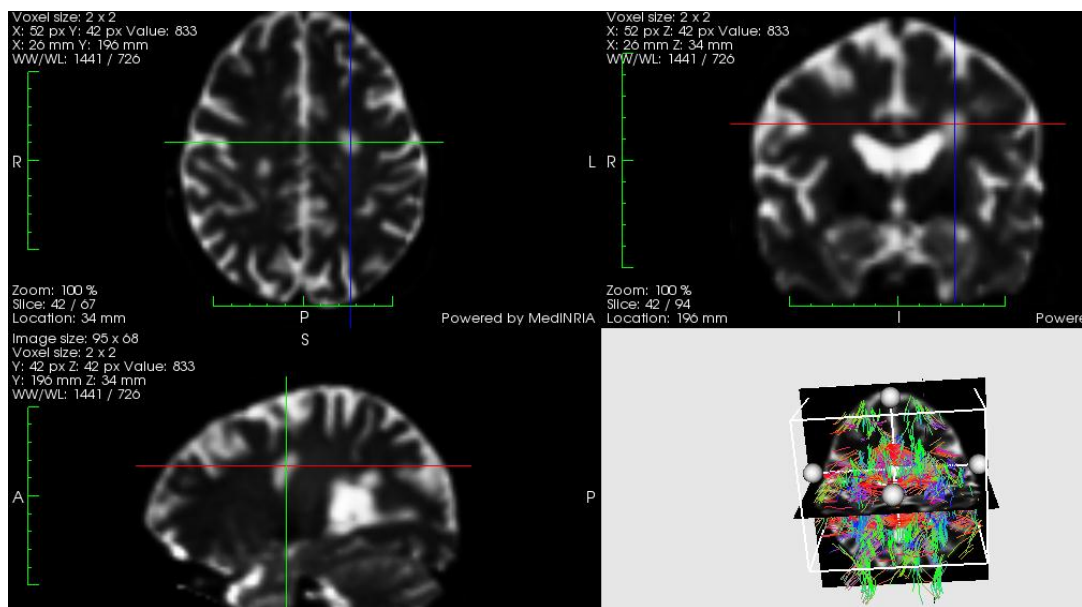 Voxel size: 2 x 2
X: 52 px Y: 42 px Value: 833
X: 26 mm Y: 196 mm
WW/WL: 1441 / 726
R
L
Zoom: 100 %
Slice: 42 / 67
Location: 34 mm
P
Powered by MedINRIA
Voxel size: 2 x 2
X: 52 px Z: 42 px Value: 833
X: 26 mm Z: 34 mm
WW/WL: 1441 / 726
R
Zoom: 100 %
Slice: 42 / 94
Location: 196 mm
I
Powere
S
Image size: 95 x 68
Voxel size: 2 x 2
Y: 42 px Z: 42 px Value: 833
Y: 196 mm Z: 34 mm
WW/WL: 1441 / 726
A
P